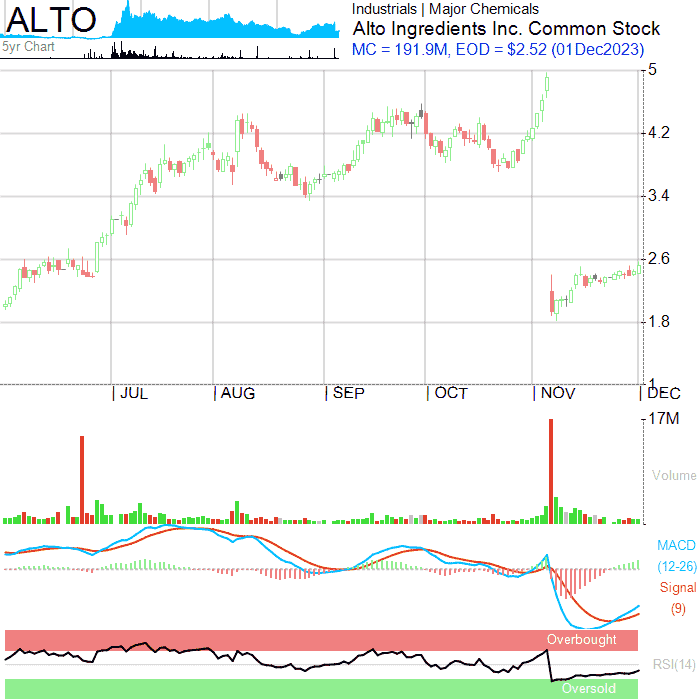 ALTO
5yr Chart
Industrials | Major Chemicals
Alto Ingredients Inc. Common Stock
MC = 191.9M, EOD = $2.52 (01Dec2023)
5
4.2
3.4
2.6
1.8
1
JUL AUG SEP OCT NOV DEC
17M
Volume
MACD
(12-26)
Signal
(9)
Overbought
RSI(14)
Oversold